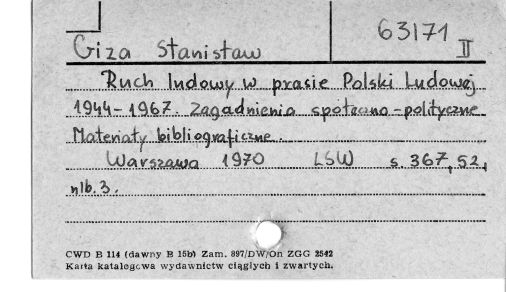 63171
II
Giza Stanisław
Ruch ludowy w prasie Polski Ludowej
1944-1967. Zagadnienia społeczno-polityczne
Materiały bibliograficzne.
Warszawa 1970 LSW s. 367, 52,
nlb. 3.
CWD B 114 (dawny B 15b) Zam. 897/DW/On ZGG 2542
Karta katalogowa wydawnictw ciągłych i zwartych.